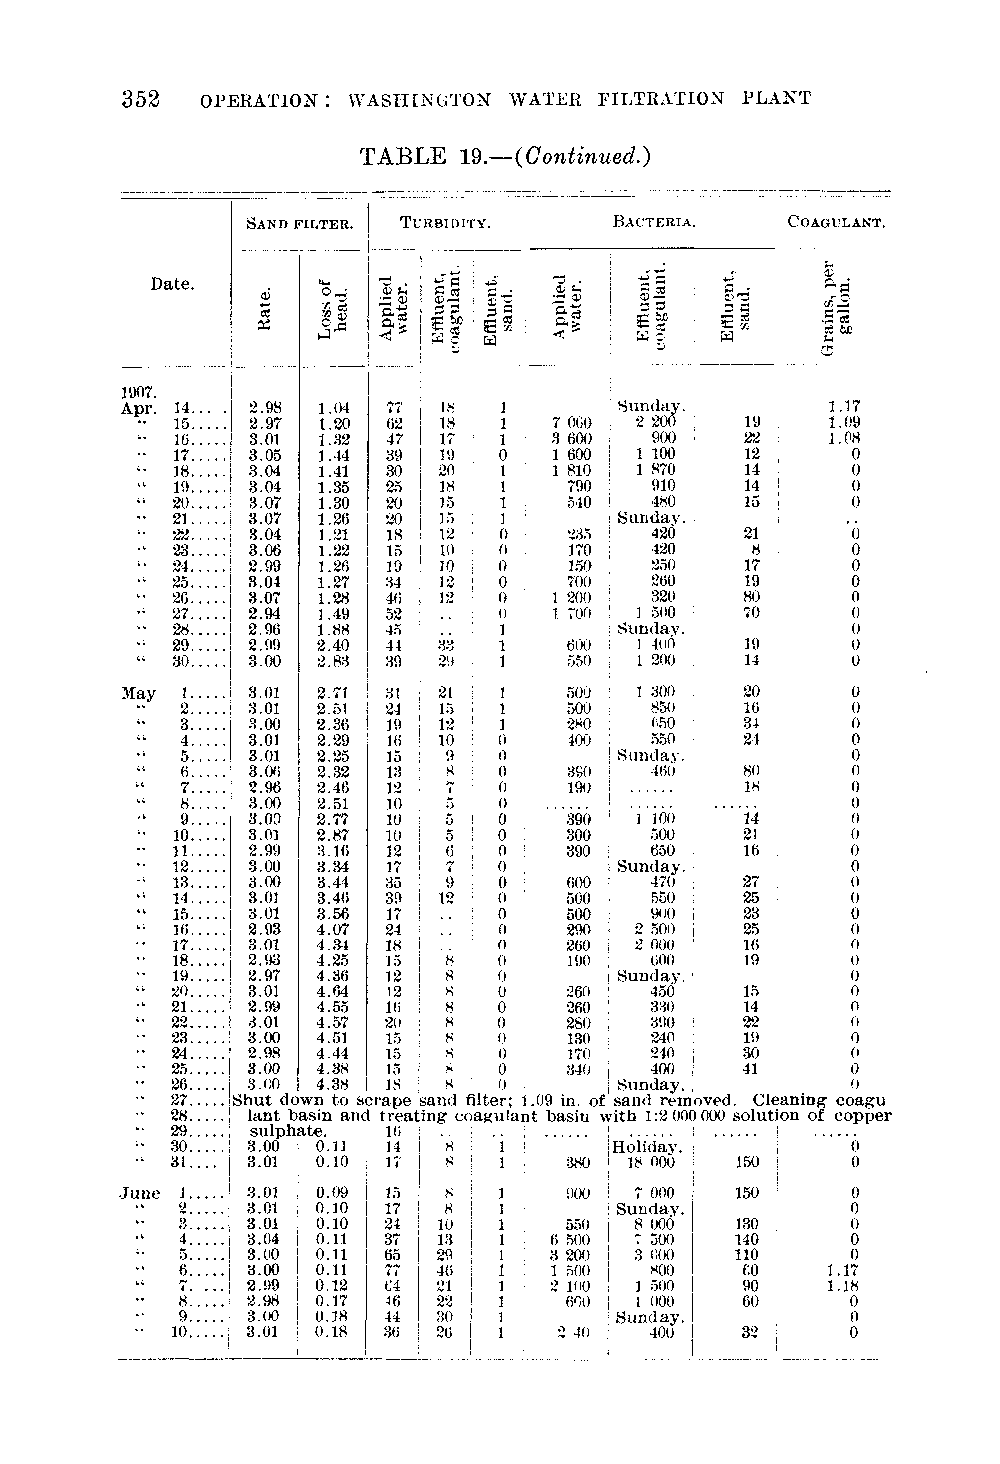 352 OPERATION: WASHINGTON WATER FILTRATION PLANT
TABLE 19.—(Continued.)
SAND FILTER. TURBIDITY. BACTERIA. COAGULANT.
Date. Rate. Loss of head. Applied water. Effluent, coagulant. Effluent, sand. Applied water. Effluent, coagulant. Effluent, sand. Grains, per gallon.
1907.
Apr. 14.... 2.98 1.04 77 18 1 Sunday. 1.17
" 15..... 2.97 1.20 62 18 1 7 000 2 200 19 1.09
" 16..... 3.01 1.32 47 17 1 3 600 900 22 1.08
" 17..... 3.05 1.44 39 19 0 1 600 1 100 12 0
" 18..... 3.04 1.41 30 20 1 1 810 1 870 14 0
" 19..... 3.04 1.35 25 18 1 790 910 14 0
" 20..... 3.07 1.30 20 15 1 540 480 15 0
" 21..... 3.07 1.26 20 15 1 Sunday. ..
" 22..... 3.04 1.21 18 12 0 235 420 21 0
" 23..... 3.06 1.22 15 10 0 170 420 8 0
" 24..... 2.99 1.26 19 10 0 150 250 17 0
" 25..... 3.04 1.27 34 12 0 700 260 19 0
" 26..... 3.07 1.28 46 12 0 1 200 320 80 0
" 27..... 2.94 1.49 52 .. 0 1 700 1 500 70 0
" 28..... 2.96 1.88 45 .. 1 Sunday. 0
" 29..... 2.99 2.40 44 33 1 600 1 400 19 0
" 30..... 3.00 2.83 39 29 1 550 1 200 14 0
May 1..... 3.01 2.71 31 21 1 500 1 300 20 0
" 2..... 3.01 2.51 24 15 1 500 850 16 0
" 3..... 3.00 2.36 19 12 1 280 650 34 0
" 4..... 3.01 2.29 16 10 0 400 550 24 0
" 5..... 3.01 2.25 15 9 0 Sunday. 0
" 6..... 3.06 2.32 13 8 0 390 460 80 0
" 7..... 2.96 2.46 12 7 0 190 ...... 18 0
" 8..... 3.00 2.51 10 5 0 ...... ...... ...... 0
" 9..... 3.00 2.77 10 5 0 390 1 100 14 0
" 10..... 3.01 2.87 10 5 0 300 500 21 0
" 11..... 2.99 3.16 12 6 0 390 650 16 0
" 12..... 3.00 3.34 17 7 0 Sunday. 0
" 13..... 3.00 3.44 35 9 0 600 470 27 0
" 14..... 3.01 3.46 39 12 0 500 550 25 0
" 15..... 3.01 3.56 17 .. 0 500 900 23 0
" 16..... 2.93 4.07 24 .. 0 290 2 500 25 0
" 17..... 3.01 4.34 18 .. 0 260 2 000 16 0
" 18..... 2.93 4.25 15 8 0 190 600 19 0
" 19..... 2.97 4.36 12 8 0 Sunday. 0
" 20..... 3.01 4.64 12 8 0 260 450 15 0
" 21..... 2.99 4.55 16 8 0 260 330 14 0
" 22..... 3.01 4.57 20 8 0 280 390 22 0
" 23..... 3.00 4.51 15 8 0 130 240 19 0
" 24..... 2.98 4.44 15 8 0 170 240 30 0
" 25..... 3.00 4.38 15 8 0 340 400 41 0
" 26..... 3.00 4.38 18 8 0 Sunday. 0
" 27..... Shut down to scrape sand filter; 1.09 in. of sand removed. Cleaning coagu
" 28..... lant basin and treating coagulant basin with 1:2 000 000 solution of copper
" 29..... sulphate. 16 .. .. ...... ...... ...... ......
" 30..... 3.00 0.11 14 8 1 Holiday. 0
" 31.... 3.01 0.10 17 8 1 380 18 000 150 0
June 1..... 3.01 0.09 15 8 1 900 7 000 150 0
" 2..... 3.01 0.10 17 8 1 Sunday. 0
" 3..... 3.01 0.10 24 10 1 550 8 000 130 0
" 4..... 3.04 0.11 37 13 1 6 500 7 500 140 0
" 5..... 3.00 0.11 65 29 1 3 200 3 600 110 0
" 6..... 3.00 0.11 77 46 1 1 500 800 60 1.17
" 7..... 2.99 0.12 64 21 1 2 100 1 500 90 1.18
" 8..... 2.98 0.17 46 22 1 600 1 000 60 0
" 9..... 3.00 0.18 44 30 1 Sunday. 0
" 10..... 3.01 0.18 36 26 1 2 40 400 32 0